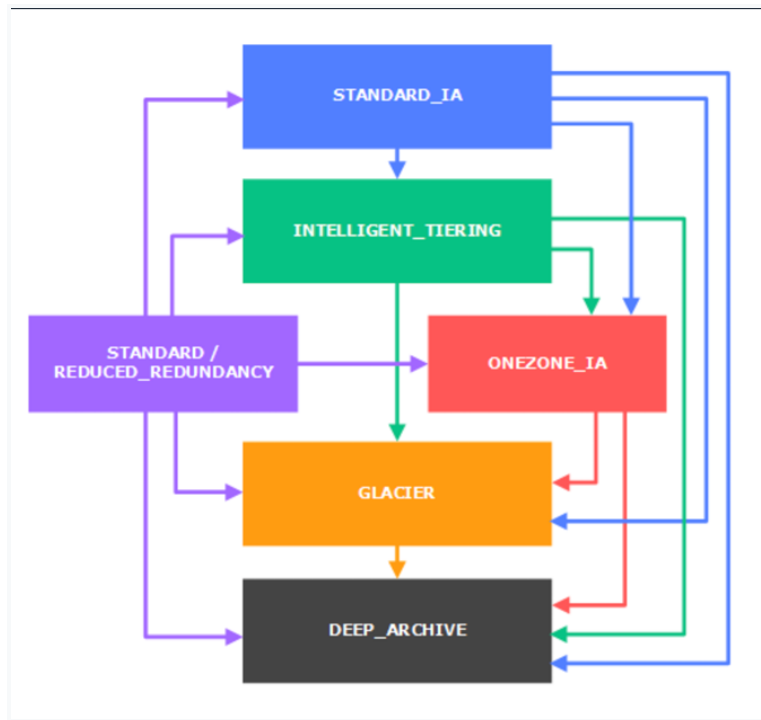 STANDARD_IA
INTELLIGENT_TIERING
STANDARD /
REDUCED_REDUNDANCY
ONEZONE_IA
GLACIER
DEEP_ARCHIVE